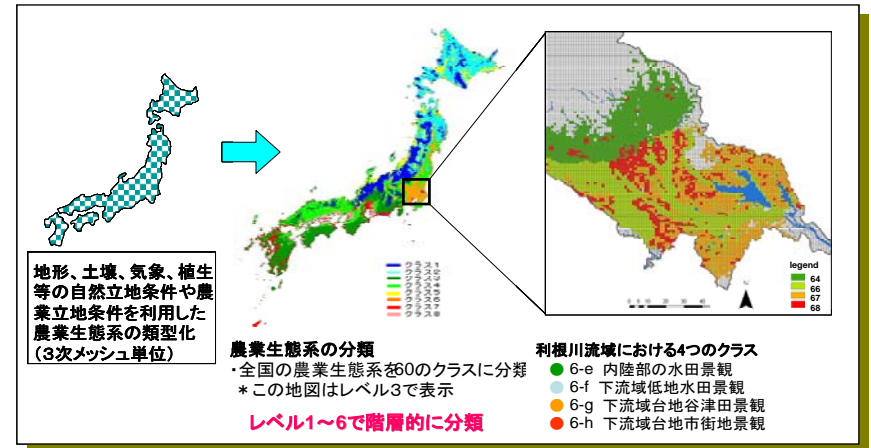 地形、土壌、気象、植生
等の自然立地条件や農
業立地条件を利用した
農業生態系の類型化
(3次メッシュ単位)
クラス1
クラス2
クラス3
クラス4
クラス5
クラス6
クラス7
クラス8
農業生態系の分類
・全国の農業生態系を60のクラスに分類
*この地図はレベル3で表示
レベル1~6で階層的に分類
legend
64
66
67
68
利根川流域における4つのクラス
6-e 内陸部の水田景観
6-f 下流域低地水田景観
6-g 下流域台地谷津田景観
6-h 下流域台地市街地景観